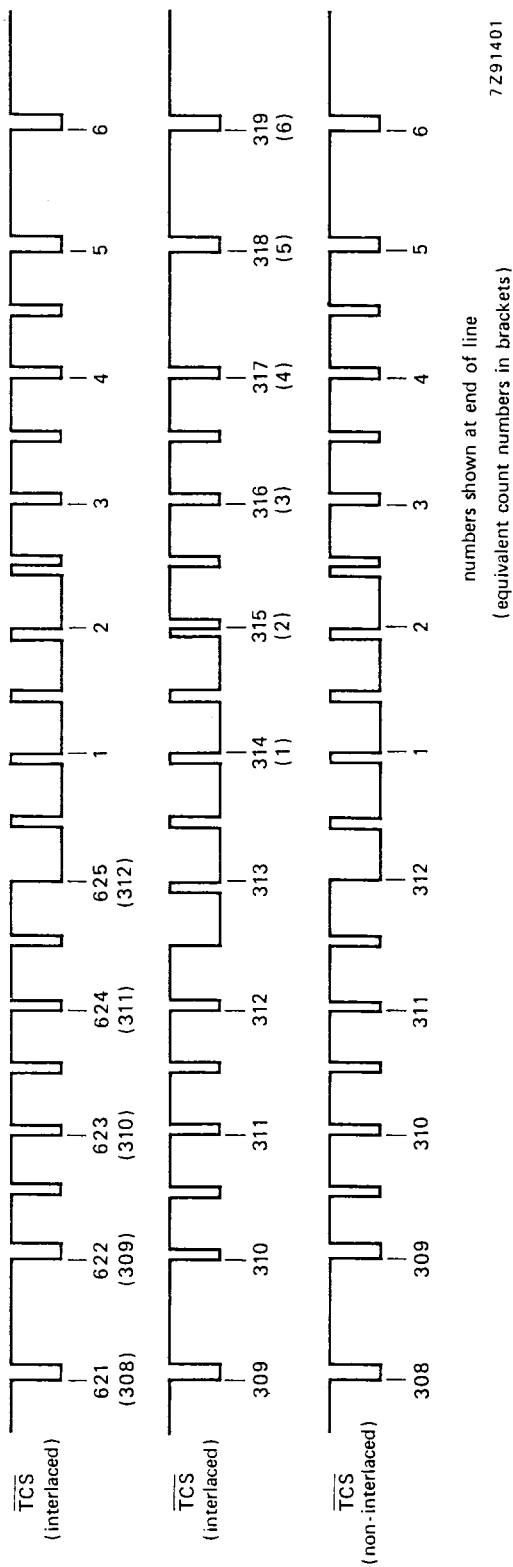 TCS
(interlaced)
621 622 623 624 625 1 2 3 4 5 6
(308) (309) (310) (311) (312)
309 310 311 312 313 314 315 316 317 318 319
(1) (2) (3) (4) (5) (6)
(interlaced)
TCS
(non-interlaced)
308 309 310 311 312 1 2 3 4 5 6
numbers shown at end of line
(equivalent count numbers in brackets)
7Z91401